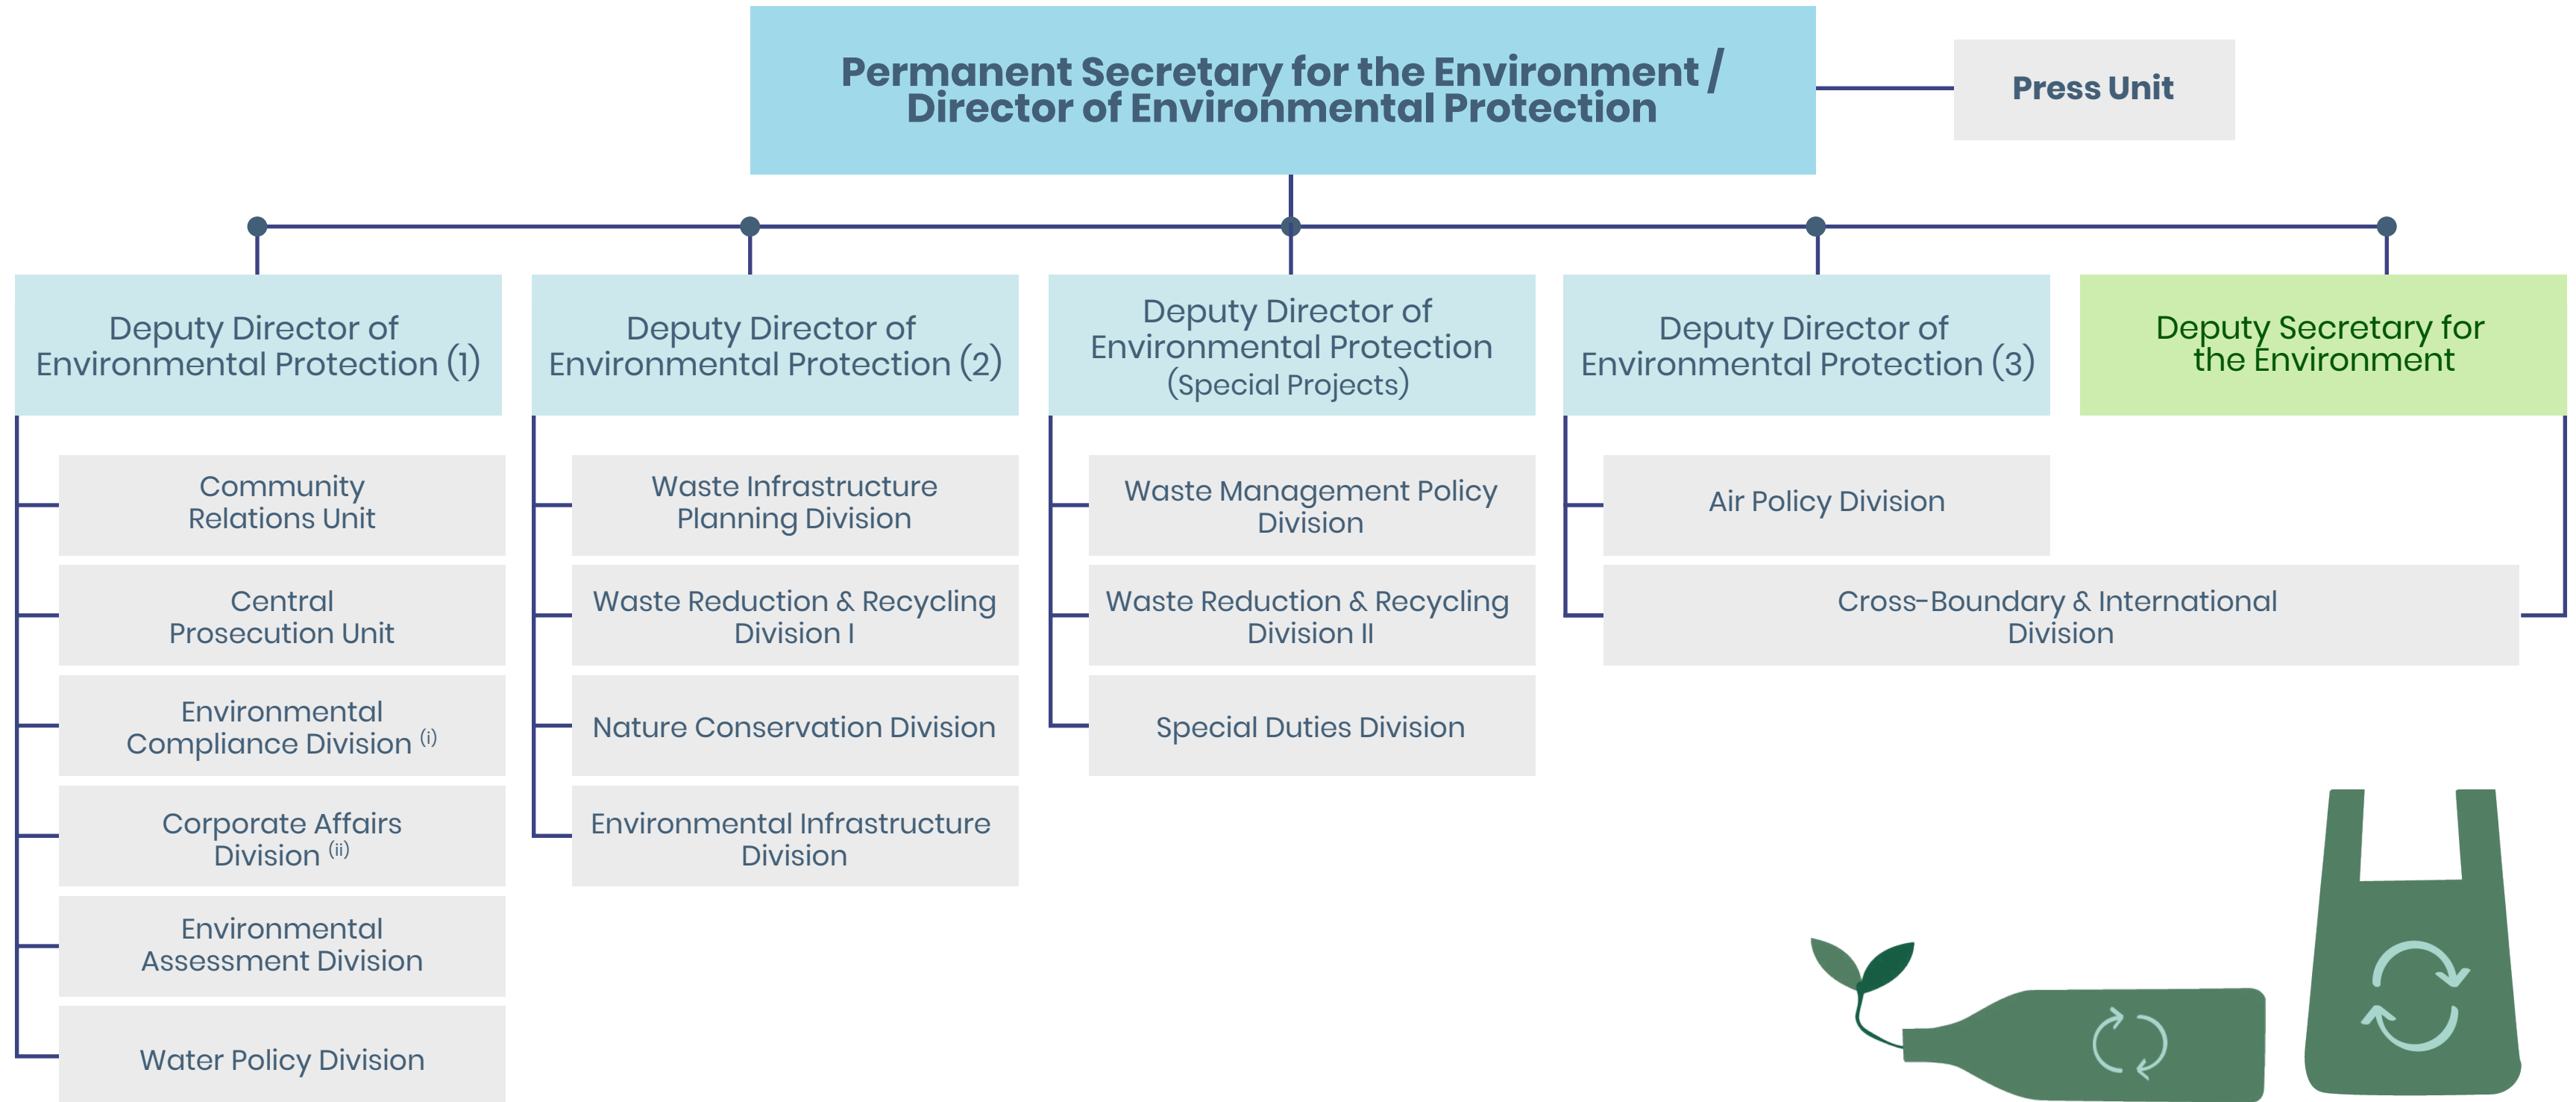 Permanent Secretary for the Environment /
Director of Environmental Protection
Press Unit
Deputy Director of
Environmental Protection (1)
Community
Relations Unit
Central
Prosecution Unit
Environmental
Compliance Division (i)
Corporate Affairs
Division (ii)
Environmental
Assessment Division
Water Policy Division
Deputy Director of
Environmental Protection (2)
Waste Infrastructure
Planning Division
Waste Reduction & Recycling
Division I
Nature Conservation Division
Environmental Infrastructure
Division
Deputy Director of
Environmental Protection
(Special Projects)
Waste Management Policy
Division
Waste Reduction & Recycling
Division II
Special Duties Division
Deputy Director of
Environmental Protection (3)
Air Policy Division
Deputy Secretary for
the Environment
Cross-Boundary & International
Division